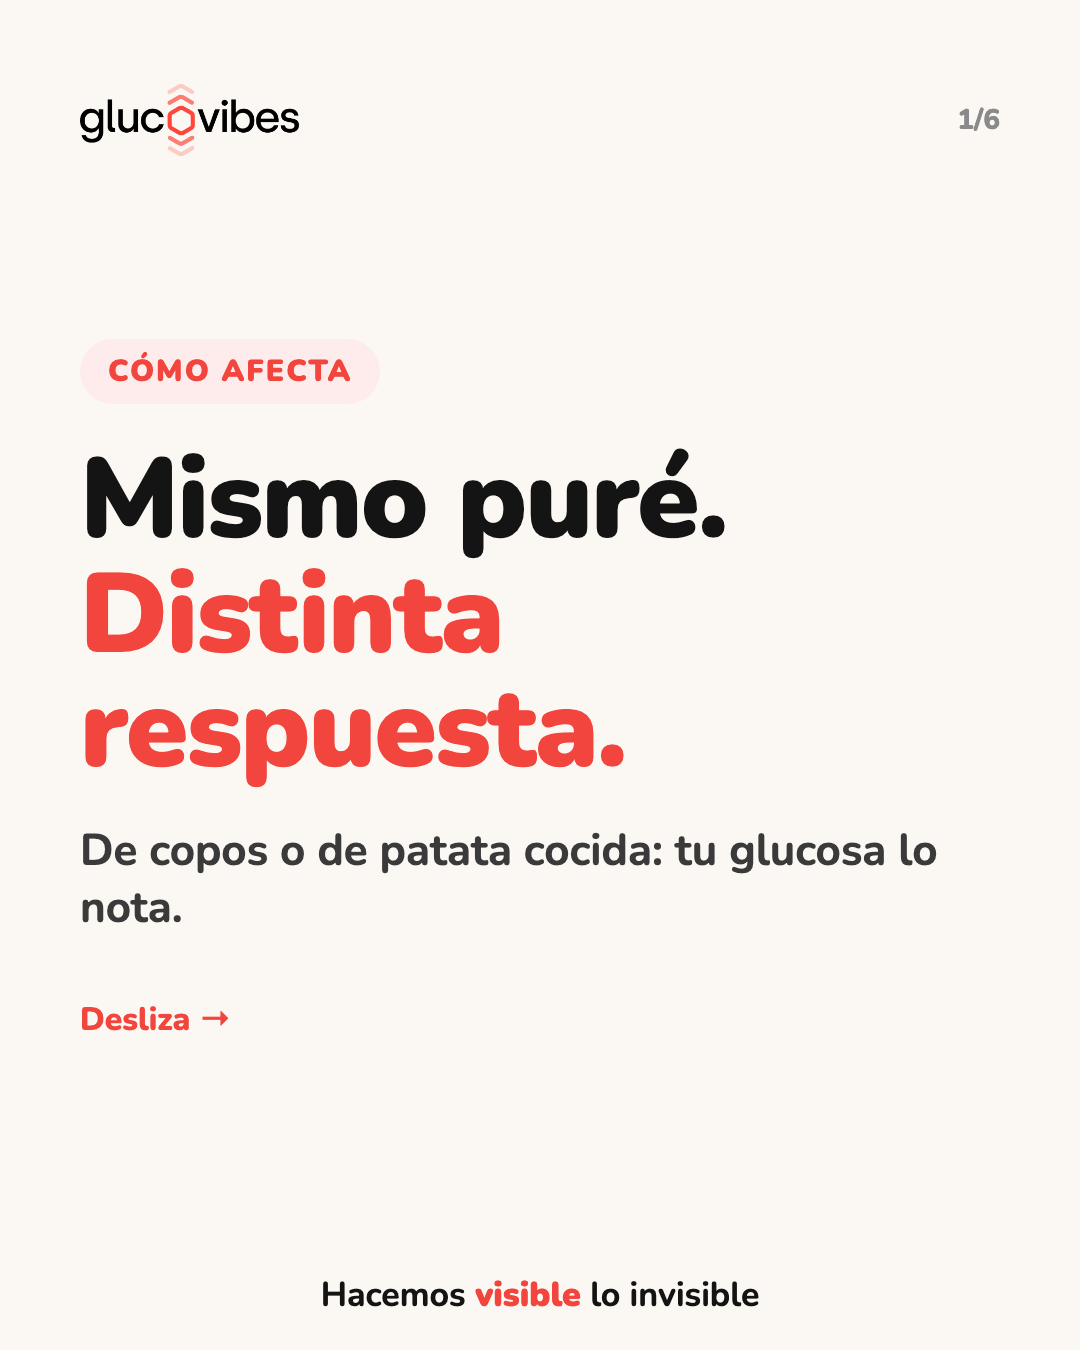 glucovibes
1/6
CÓMO AFECTA
Mismo puré.
Distinta
respuesta.
De copos o de patata cocida: tu glucosa lo
nota.
Desliza →
Hacemos visible lo invisible